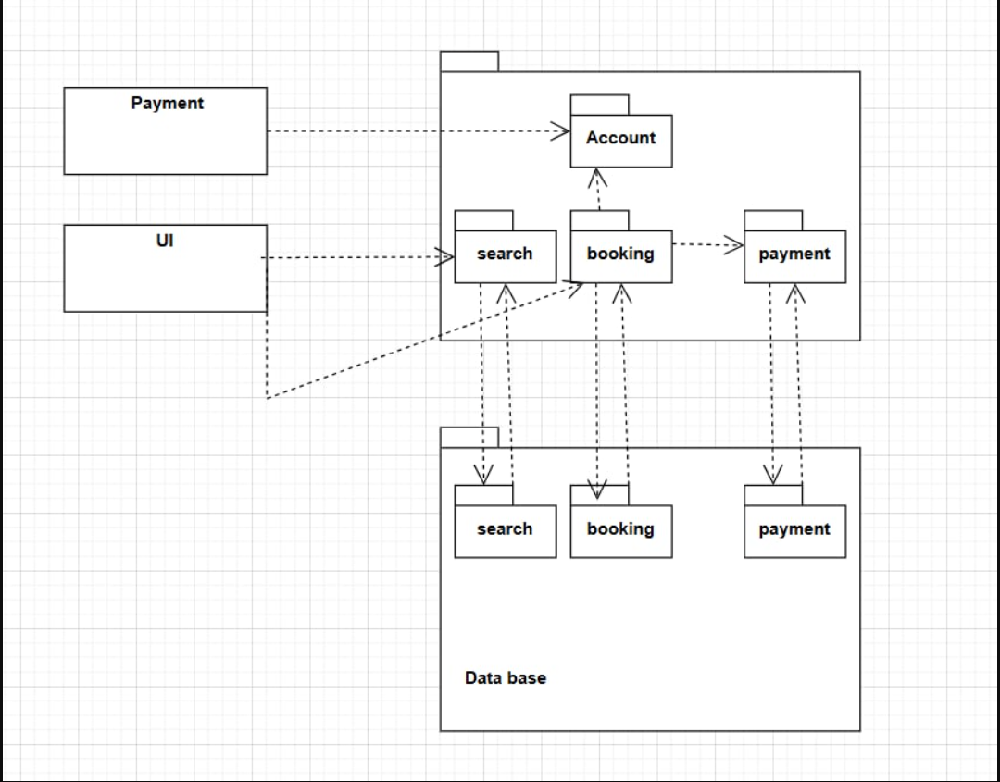 Payment
Account
UI
search
booking
payment
search
booking
payment
Data base